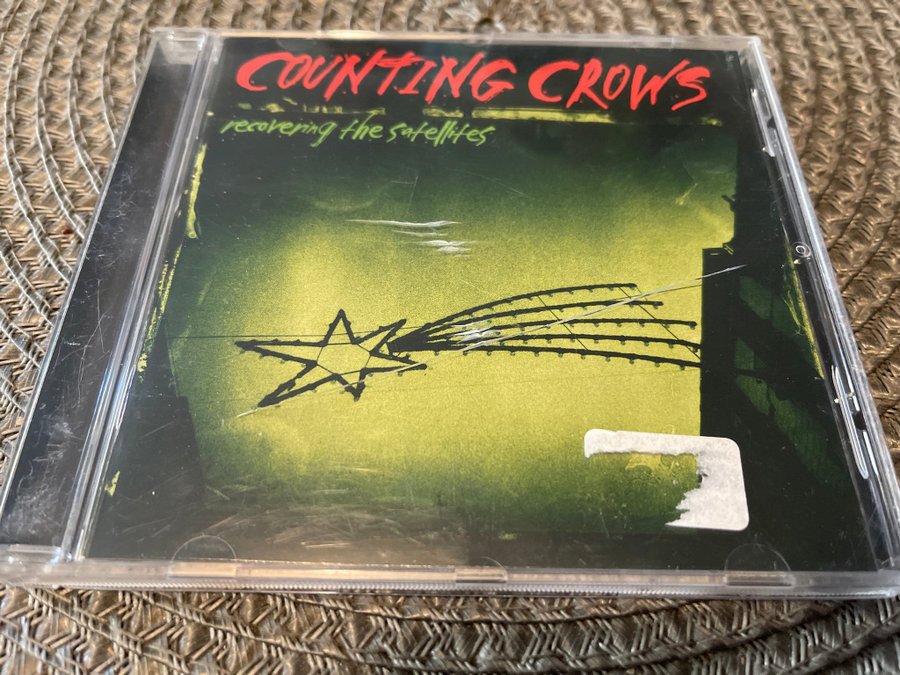 COUNTING CROWS
recovering the satellites